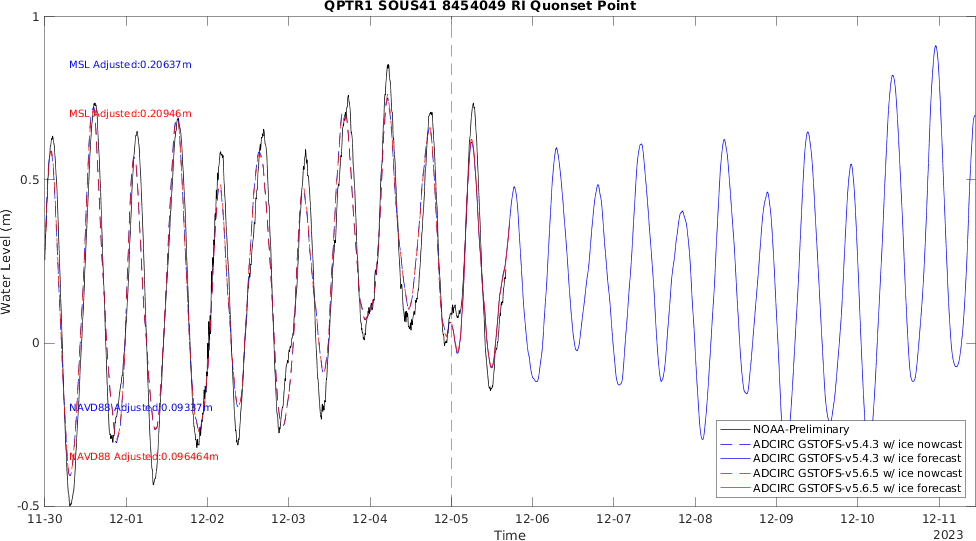 QPTR1 SOUS41 8454049 RI Quonset Point
1
MSL Adjusted:0.20637m
MSL Adjusted:0.20946m
0.5
Water Level (m)
0
NAVD88 Adjusted:0.09337m
NAVD88 Adjusted:0.096464m
NOAA-Preliminary
ADCIRC GSTOFS-v5.4.3 w/ ice nowcast
ADCIRC GSTOFS-v5.4.3 w/ ice forecast
ADCIRC GSTOFS-v5.6.5 w/ ice nowcast
ADCIRC GSTOFS-v5.6.5 w/ ice forecast
-0.5
11-30 12-01 12-02 12-03 12-04 12-05 12-06 12-07 12-08 12-09 12-10 12-11
Time
2023